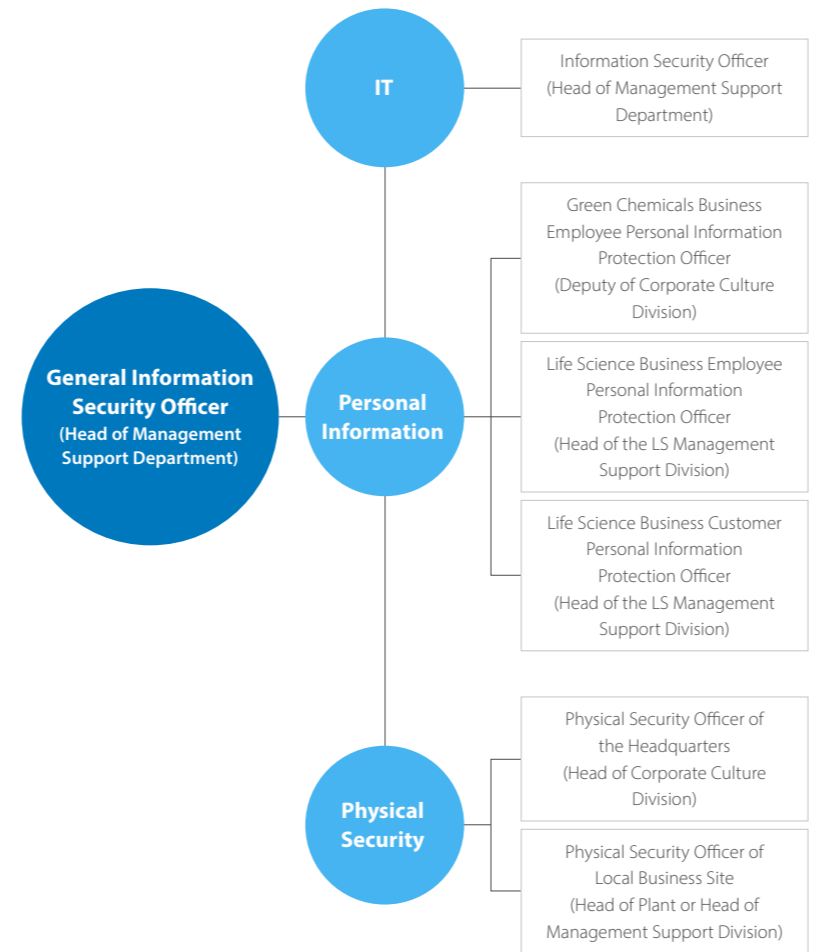 IT
Information Security Officer
(Head of Management Support
Department)
General Information
Security Officer
(Head of Management
Support Department)
Personal
Information
Green Chemicals Business
Employee Personal Information
Protection Officer
(Deputy of Corporate Culture
Division)
Life Science Business Employee
Personal Information
Protection Officer
(Head of the LS Management
Support Division)
Life Science Business Customer
Personal Information
Protection Officer
(Head of the LS Management
Support Division)
Physical
Security
Physical Security Officer of
the Headquarters
(Head of Corporate Culture
Division)
Physical Security Officer of
Local Business Site
(Head of Plant or Head of
Management Support Division)